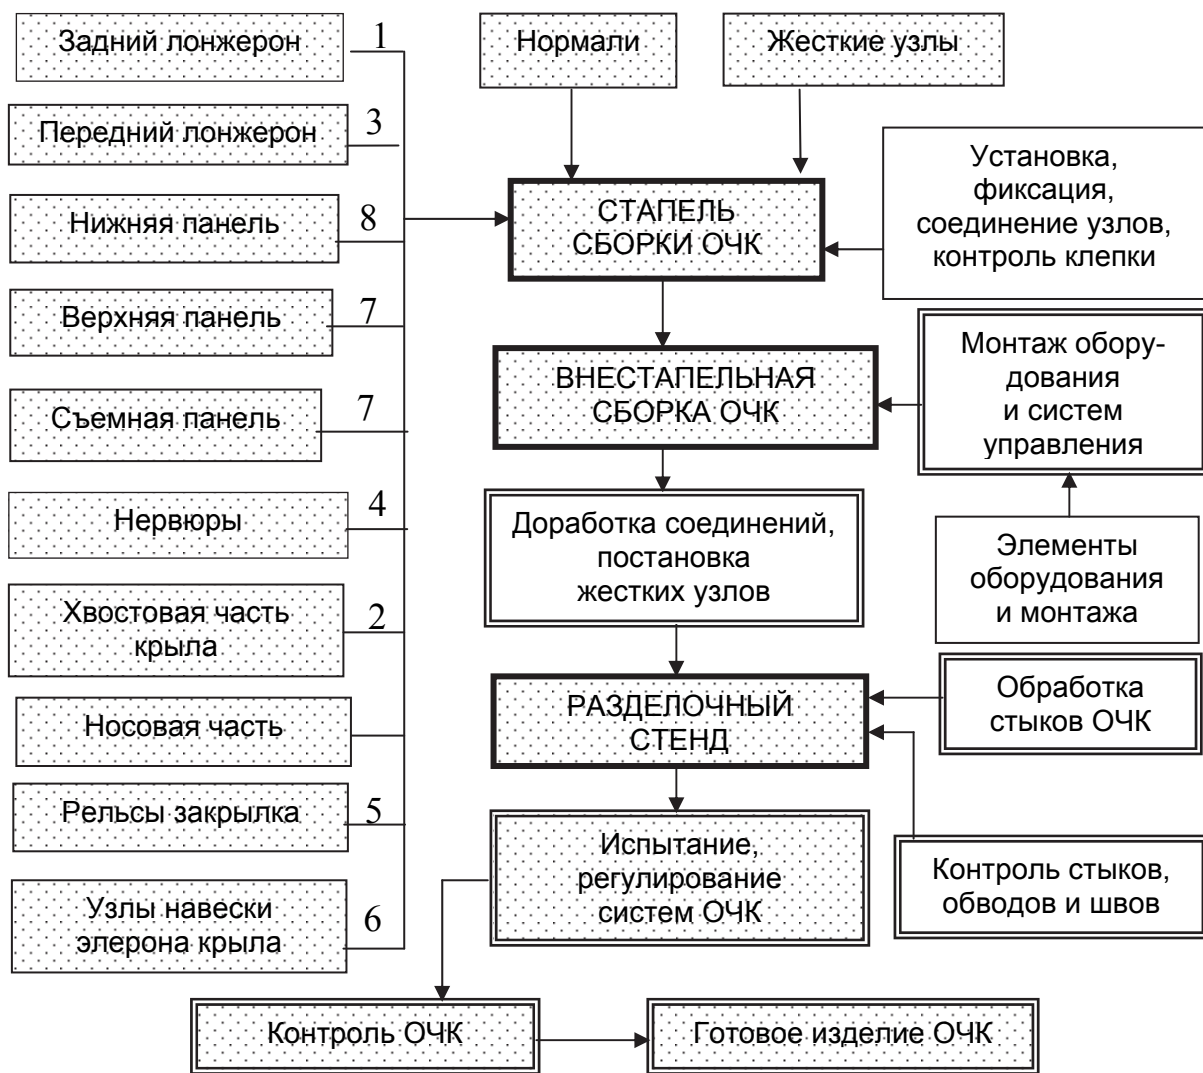 Задний лонжерон
1
Передний лонжерон
3
Нижняя панель
8
Верхняя панель
7
Съемная панель
7
Нервюры
4
Хвостовая часть
крыла
2
Носовая часть
Рельсы закрылка
5
Узлы навески
элерона крыла
6
Нормали
Жесткие узлы
СТАПЕЛЬ
СБОРКИ ОЧК
Установка,
фиксация,
соединение узлов,
контроль клепки
ВНЕСТАПЕЛЬНАЯ
СБОРКА ОЧК
Монтаж обору-
дования
и систем
управления
Доработка соединений,
постановка
жестких узлов
Элементы
оборудования
и монтажа
РАЗДЕЛОЧНЫЙ
СТЕНД
Обработка
стыков ОЧК
Испытание,
регулирование
систем ОЧК
Контроль стыков,
обводов и швов
Контроль ОЧК
Готовое изделие ОЧК